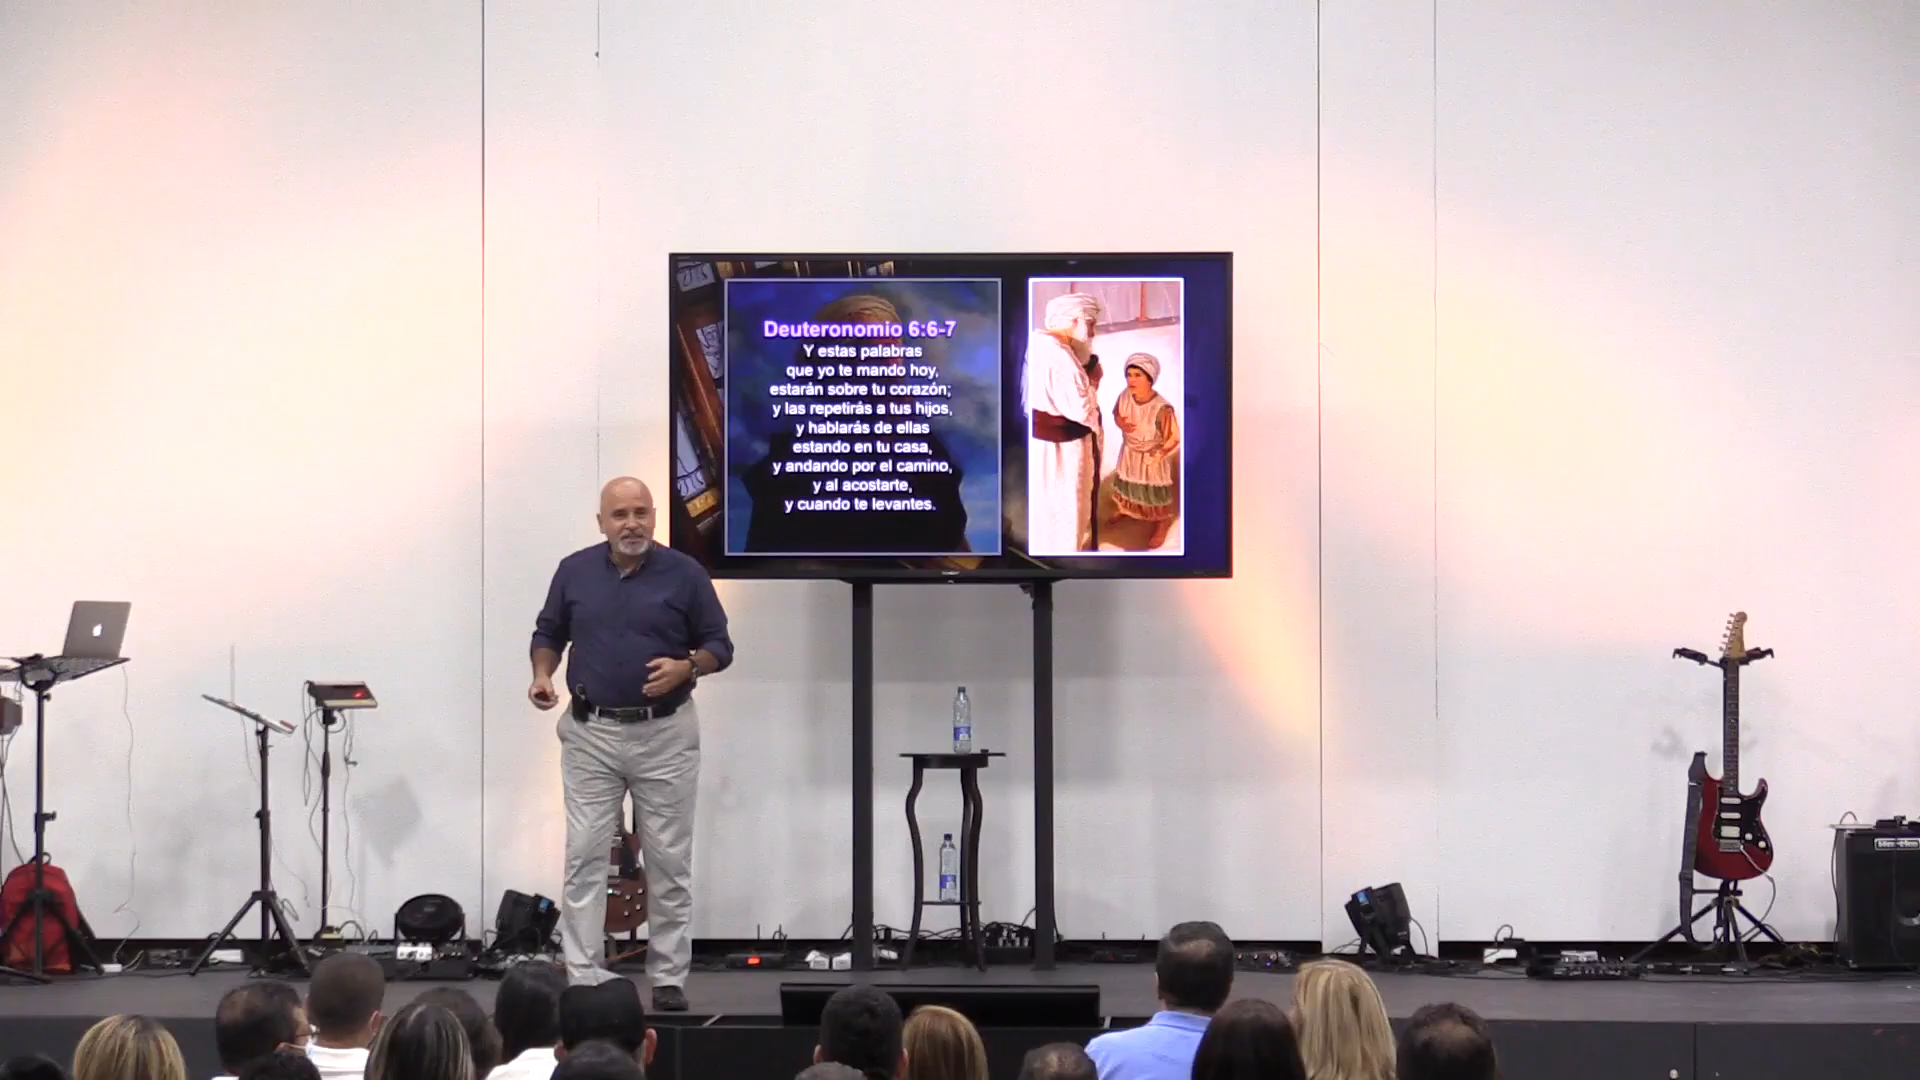 Deuteronomio 6:6-7
Y estas palabras
que yo te mando hoy,
estarán sobre tu corazón;
y las repetirás a tus hijos,
y hablarás de ellas
estando en tu casa,
y andando por el camino,
y al acostarte,
y cuando te levantes.